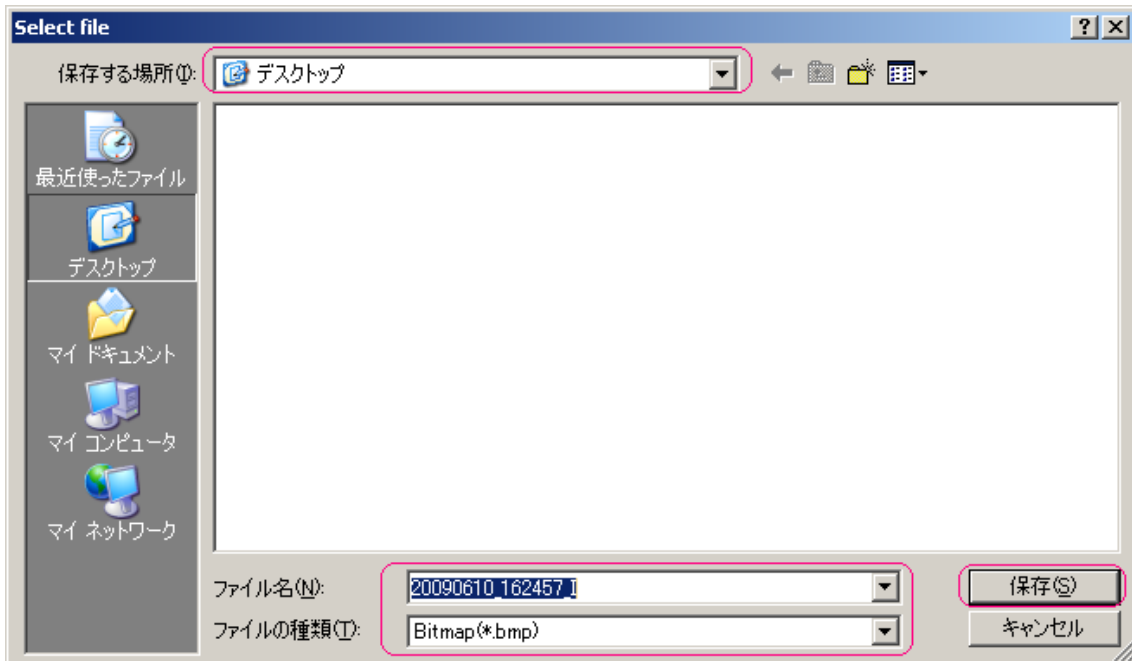 Select file
保存する場所(I):
デスクトップ
最近使ったファイル
デスクトップ
マイ ドキュメント
マイ コンピュータ
マイ ネットワーク
ファイル名(N):
20090610_162457_I
保存(S)
ファイルの種類(T):
Bitmap(*.bmp)
キャンセル